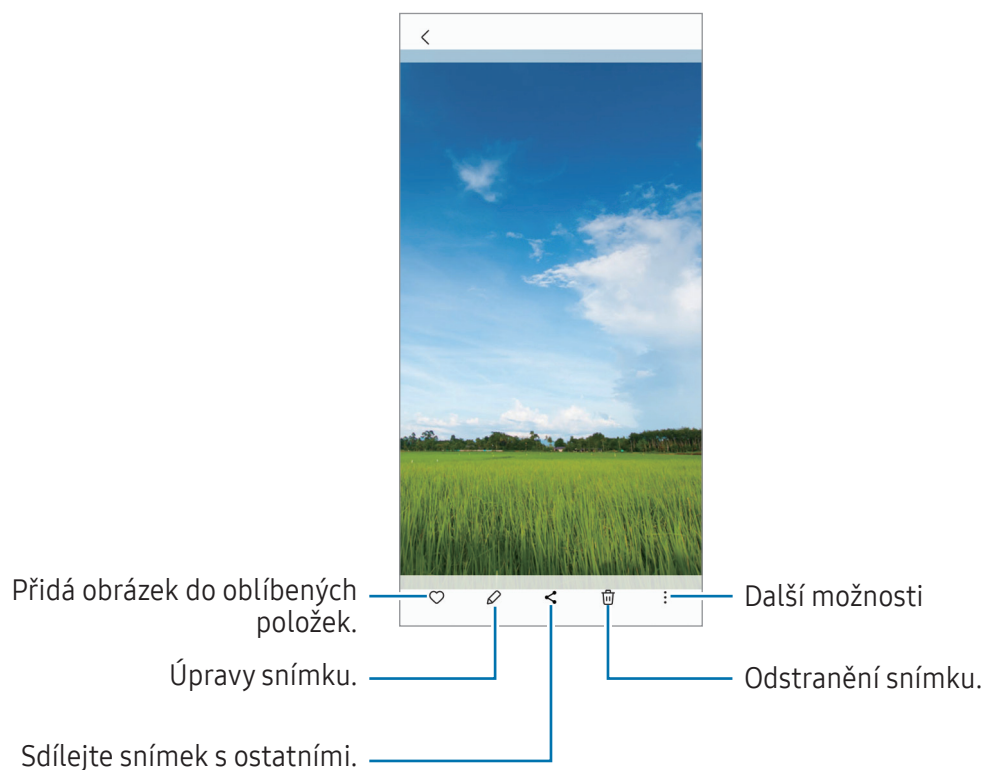 Přidá obrázek do oblíbených
položek.
Úpravy snímku.
Sdílejte snímek s ostatními.
Další možnosti
Odstranění snímku.